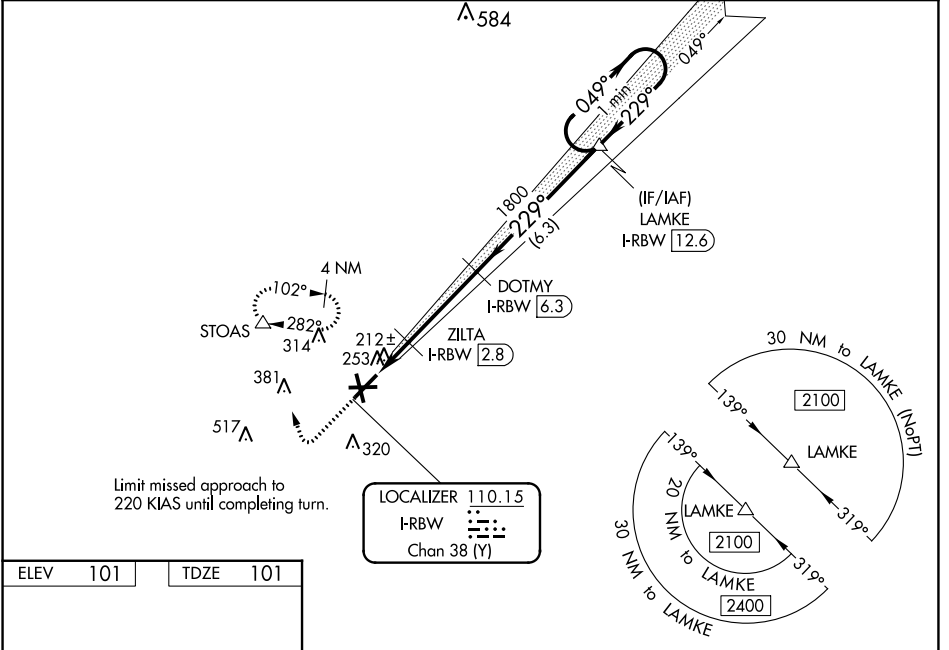 584
049°
049°
1 min
229°
(IF/IAF)
LAMKE
I-RBW 12.6
1800
229°
(6.3)
4 NM
102°
282°
STOAS
314
DOTMY
I-RBW 6.3
ZILTA
I-RBW 2.8
212±
253
381
517
320
30 NM to LAMKE (NoPT)
2100
139°
LAMKE
319°
139°
LAMKE
20 NM to LAMKE
2100
319°
2400
30 NM to LAMKE
Limit missed approach to
220 KIAS until completing turn.
LOCALIZER 110.15
I-RBW
Chan 38 (Y)
ELEV 101
TDZE 101